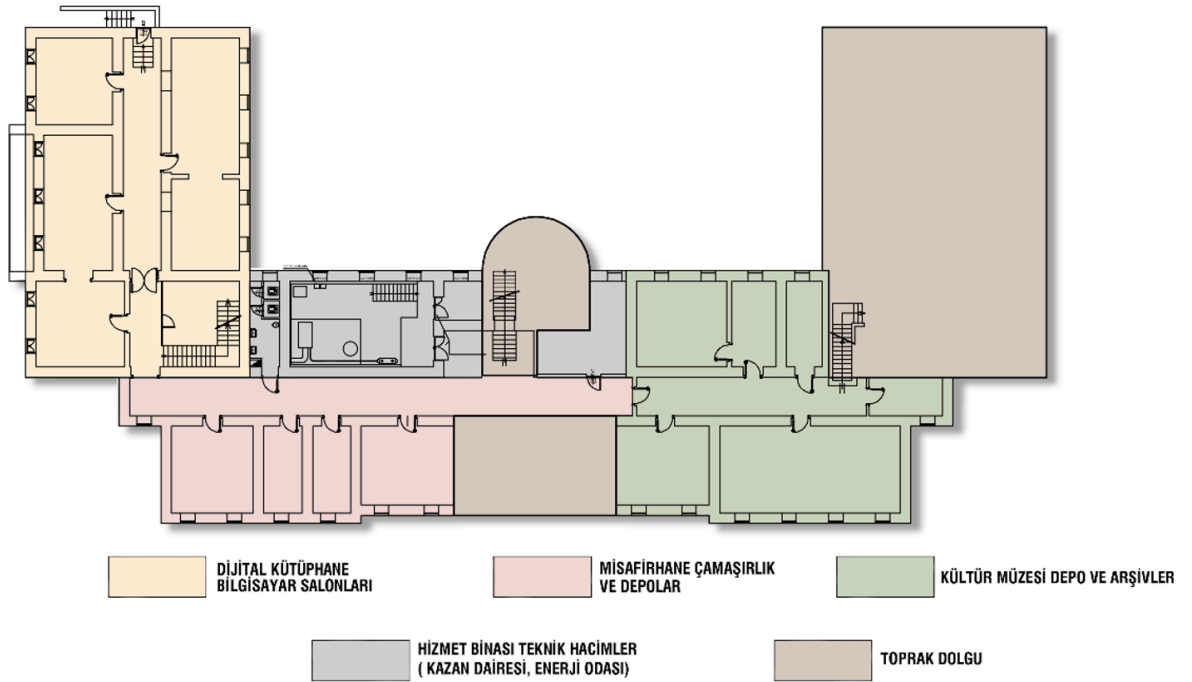 DİJİTAL KÜTÜPHANE
BİLGİSAYAR SALONLARI
MİSAFİRHANE ÇAMAŞIRLIK
VE DEPOLAR
KÜLTÜR MÜZESİ DEPO VE ARŞİVLER
HİZMET BİNASI TEKNİK HACİMLER
( KAZAN DAİRESİ, ENERJİ ODASI)
TOPRAK DOLGU